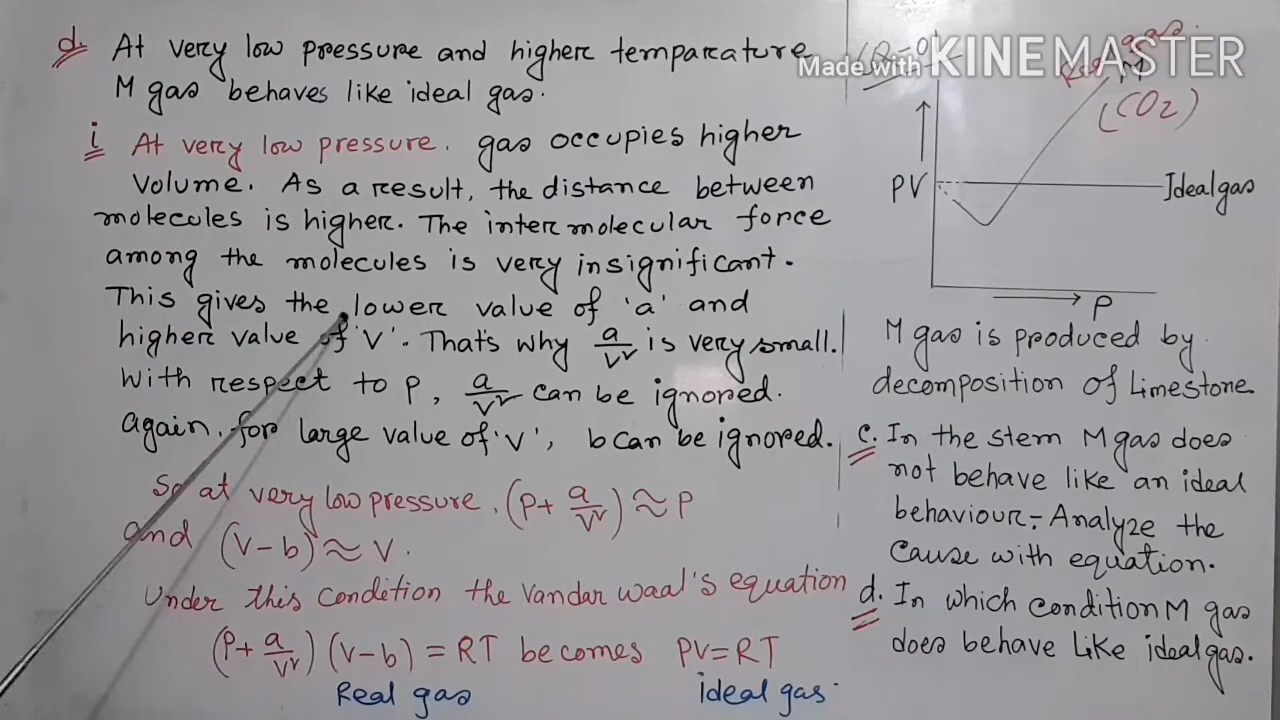 d. At very low pressure and higher temparature
M gas behaves like ideal gas.
i At very low pressure. gas occupies higher
Volume. As a result, the distance between
molecules is higher. The intermolecular force
among the molecules is very insignificant.
This gives the lower value of 'a' and
higher value of 'V'. That's why a/V² is very small.
With respect to P, a/V² can be ignored.
again, for large value of 'V', b can be ignored.
So at very low pressure, (P+ a/V²) ≈ P
and (V-b) ≈ V.
Under this condition the Vandar waal's equation
(P+ a/V²) (V-b) = RT becomes PV=RT
Real gas ideal gas.
Made with KINEMASTER
gas.
M
(CO2)
PV
Ideal gas
P
M gas is produced by
decomposition of Limestone
c. In the stem M gas does
not behave like an ideal
behaviour- Analyze the
Cause with equation.
d. In which condition M gas
does behave like ideal gas.